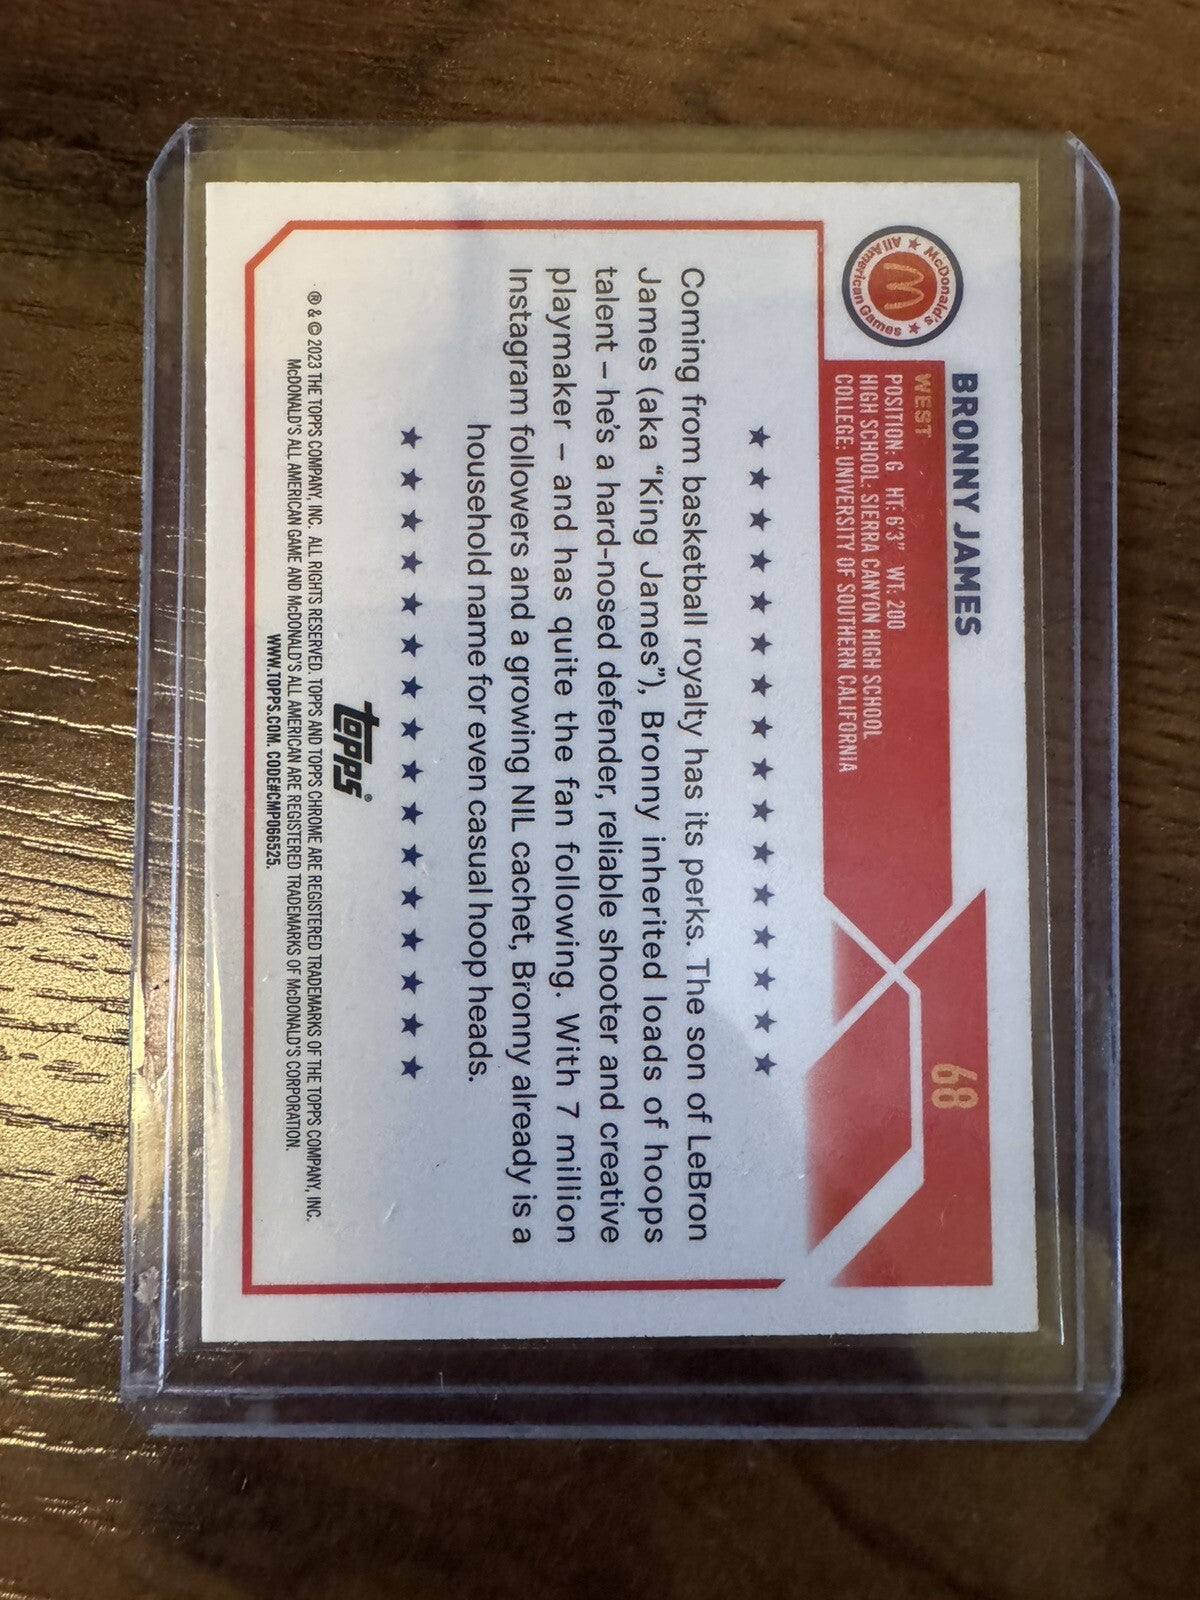 McDonald's
All American Games
BRONNY JAMES
68
WEST
POSITION: G HT: 6'3" WT: 200
HIGH SCHOOL: SIERRA CANYON HIGH SCHOOL
COLLEGE: UNIVERSITY OF SOUTHERN CALIFORNIA
Coming from basketball royalty has its perks. The son of LeBron
James (aka “King James”), Bronny inherited loads of hoops
talent – he's a hard-nosed defender, reliable shooter and creative
playmaker – and has quite the fan following. With 7 million
Instagram followers and a growing NIL cachet, Bronny already is a
household name for even casual hoop heads.
topps®
® & © 2023 THE TOPPS COMPANY, INC. ALL RIGHTS RESERVED. TOPPS AND TOPPS CHROME ARE REGISTERED TRADEMARKS OF THE TOPPS COMPANY, INC.
McDONALD'S ALL AMERICAN GAME AND McDONALD'S ALL AMERICAN ARE REGISTERED TRADEMARKS OF McDONALD'S CORPORATION.
WWW.TOPPS.COM. CODE#CMP066525.